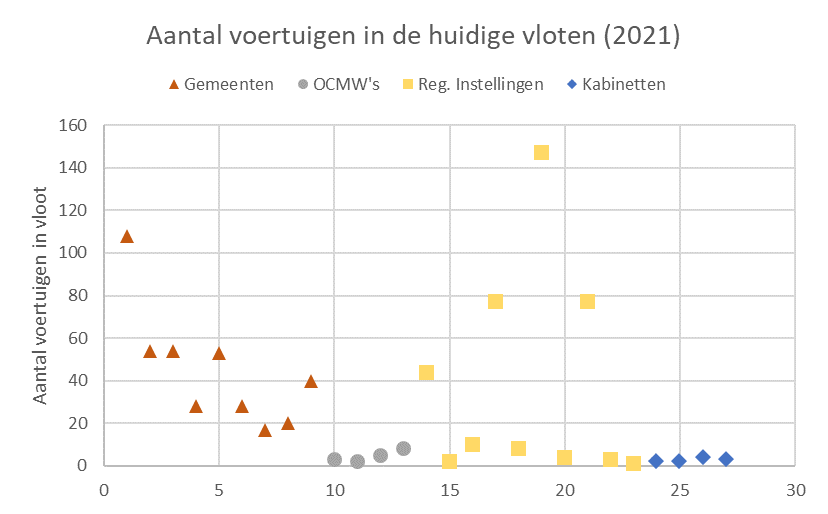 Aantal voertuigen in de huidige vloten (2021)
Gemeenten OCMW's Reg. Instellingen Kabinetten
Aantal voertuigen in vloot
160
140
120
100
80
60
40
20
0
0 5 10 15 20 25 30